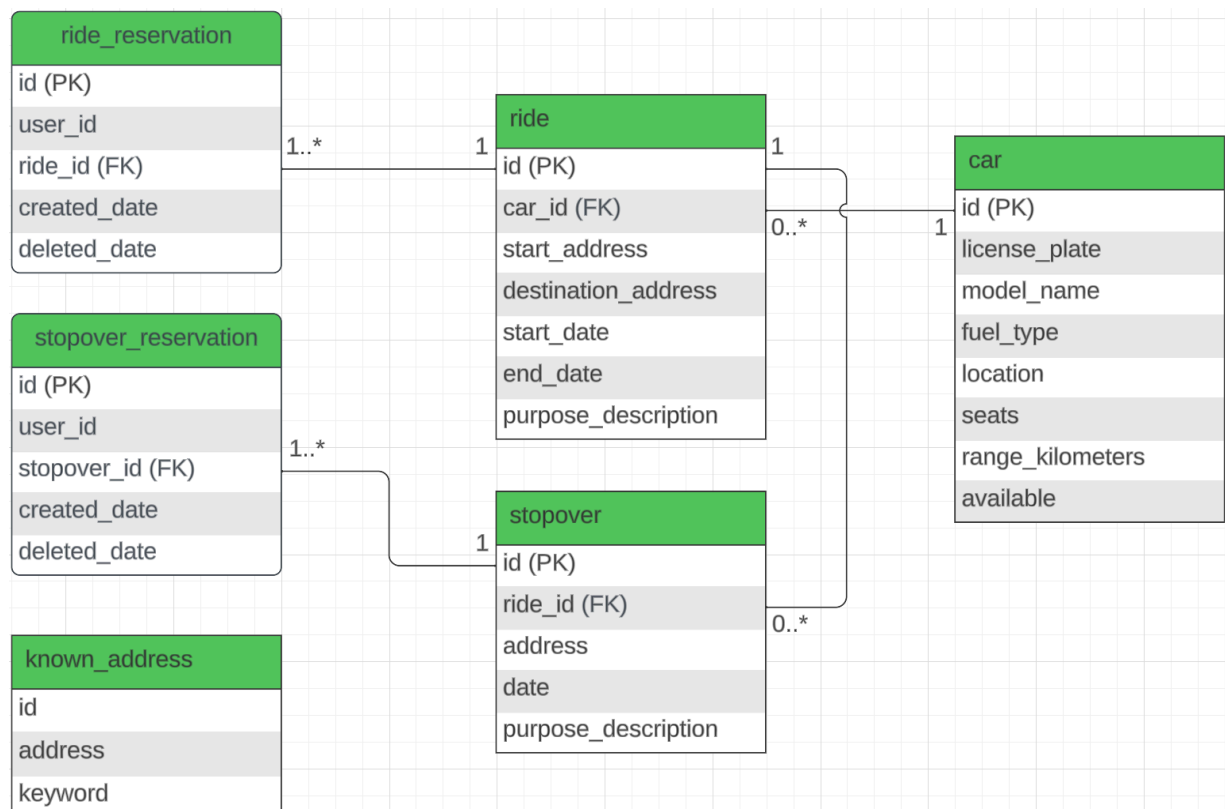 ride_reservation
id (PK)
user_id
ride_id (FK)
created_date
deleted_date
1..*
1
stopover_reservation
id (PK)
user_id
stopover_id (FK)
created_date
deleted_date
1..*
1
known_address
id
address
keyword
ride
id (PK)
car_id (FK)
start_address
destination_address
start_date
end_date
purpose_description
1
0..*
1
stopover
id (PK)
ride_id (FK)
address
date
purpose_description
0..*
car
id (PK)
license_plate
model_name
fuel_type
location
seats
range_kilometers
available